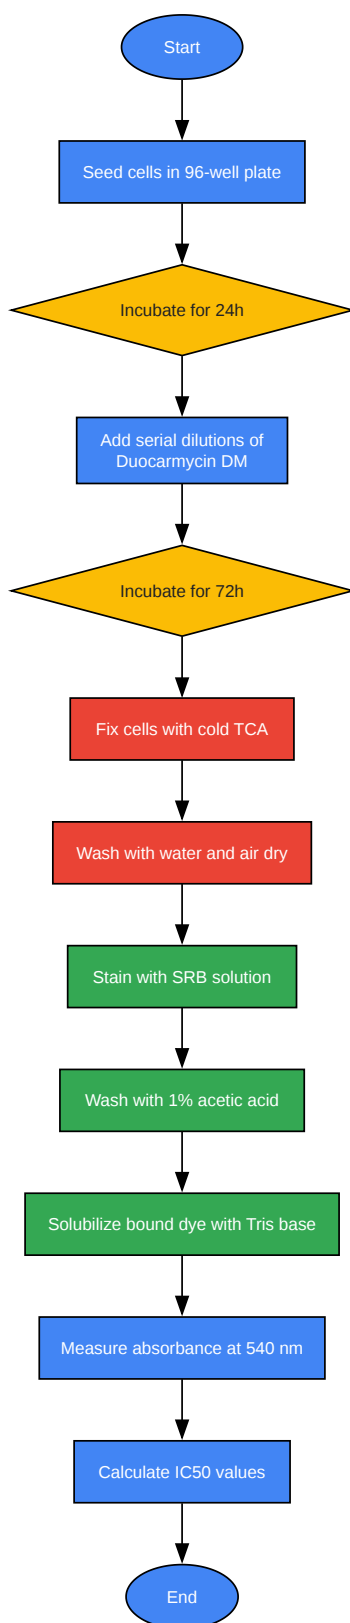 Start
Seed cells in 96-well plate
Incubate for 24h
Add serial dilutions of
Duocarmycin DM
Incubate for 72h
Fix cells with cold TCA
Wash with water and air dry
Stain with SRB solution
Wash with 1% acetic acid
Solubilize bound dye with Tris base
Measure absorbance at 540 nm
Calculate IC50 values
End